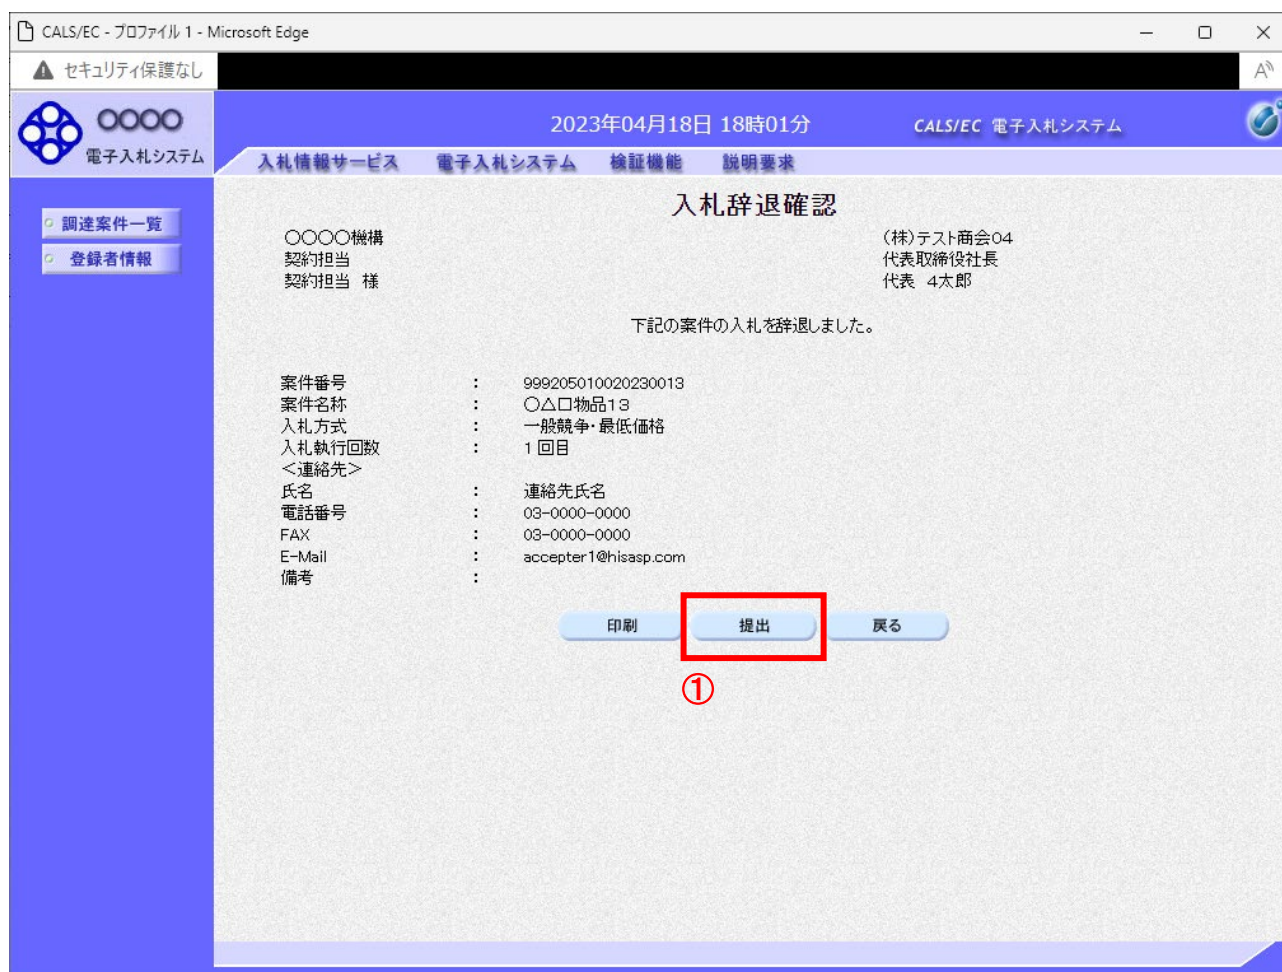 CALS/EC - プロファイル 1 - Microsoft Edge
セキュリティ保護なし
〇〇〇〇
電子入札システム
2023年04月18日 18時01分
CALS/EC 電子入札システム
入札情報サービス 電子入札システム 検証機能 説明要求
調達案件一覧
登録者情報
入札辞退確認
〇〇〇〇機構
契約担当
契約担当 様
(株)テスト商会04
代表取締役社長
代表 4太郎
下記の案件の入札を辞退しました。
案件番号 : 999205010020230013
案件名称 : 〇△口物品13
入札方式 : 一般競争・最低価格
入札執行回数 : 1回目
<連絡先>
氏名 : 連絡先氏名
電話番号 : 03-0000-0000
FAX : 03-0000-0000
E-Mail : accepter1@hisasp.com
備考 :
印刷 提出 戻る
①